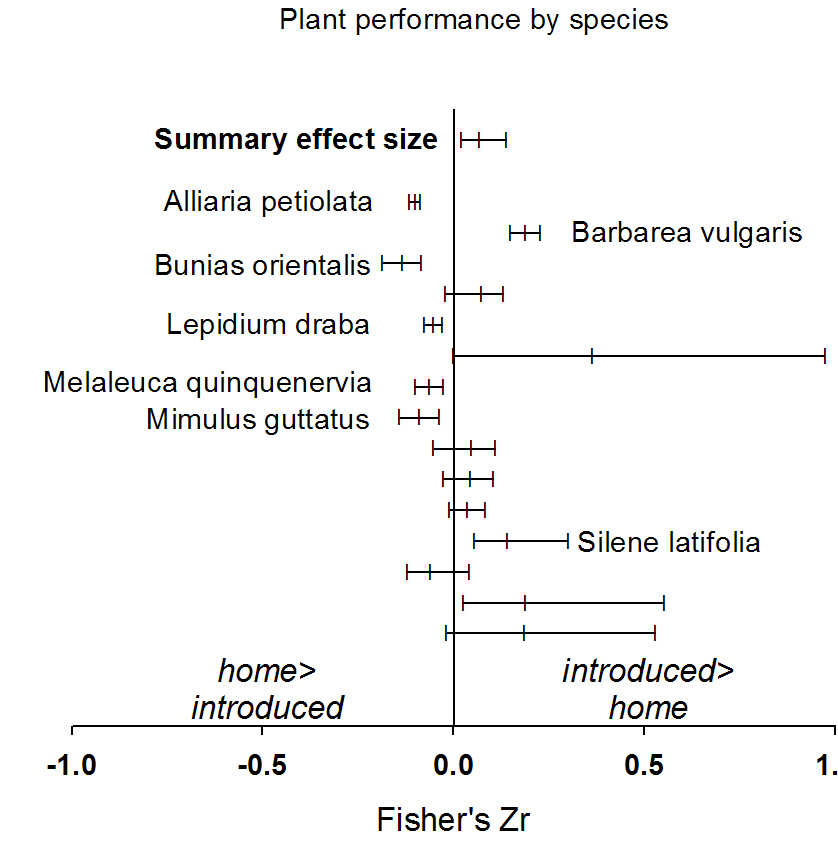 Plant performance by species
Summary effect size
Alliaria petiolata
Barbarea vulgaris
Bunias orientalis
Lepidium draba
Melaleuca quinquenervia
Mimulus guttatus
Silene latifolia
home>
introduced
introduced>
home
-1.0 -0.5 0.0 0.5 1.
Fisher's Zr